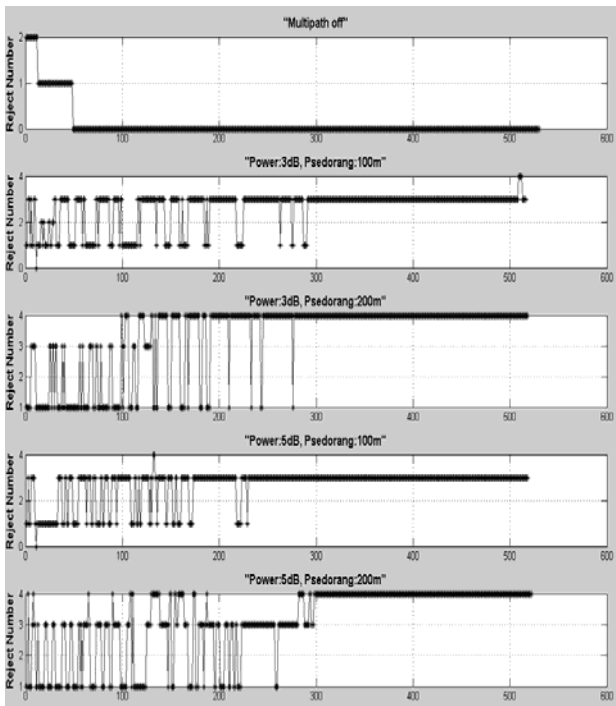 "Multipath off"
Reject Number
2
1
0
0 100 200 300 400 500 600
"Power:3dB, Psedorang:100m"
Reject Number
4
3
2
1
0
0 100 200 300 400 500 600
"Power:3dB, Psedorang:200m"
Reject Number
4
3
2
1
0 100 200 300 400 500 600
"Power:5dB, Psedorang:100m"
Reject Number
4
3
2
1
0
0 100 200 300 400 500 600
"Power:5dB, Psedorang:200m"
Reject Number
4
3
2
1
0 100 200 300 400 500 600